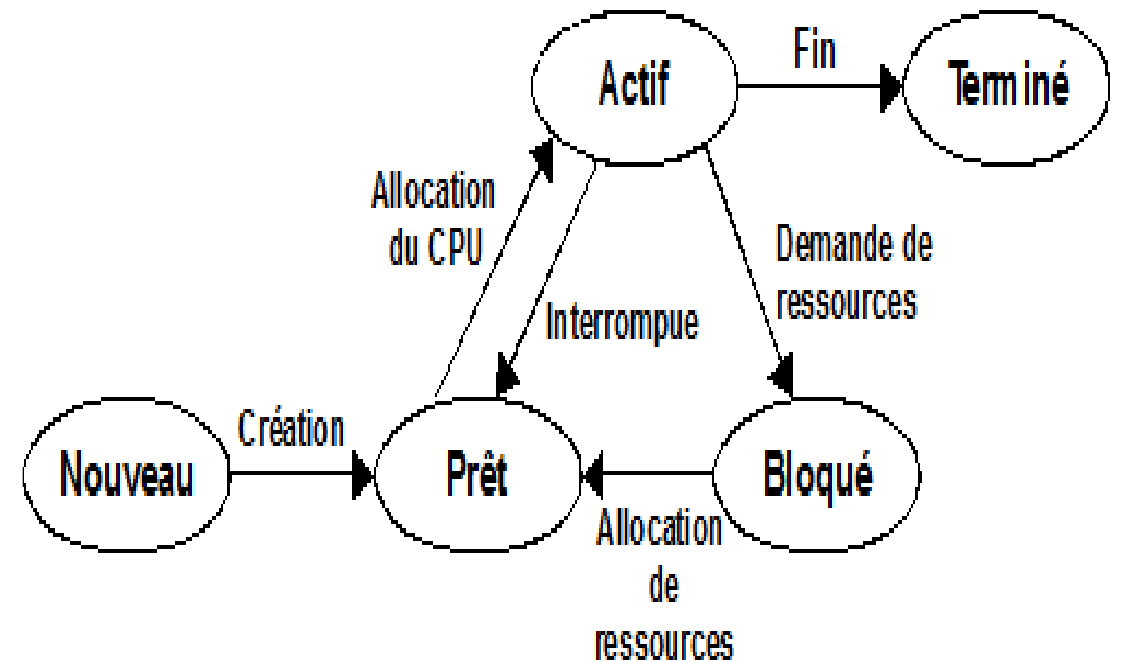 Fin
Actif
Terminé
Allocation
du CPU
Demande de
ressources
Interrompue
Création
Nouveau
Prêt
Bloqué
Allocation
de
ressources